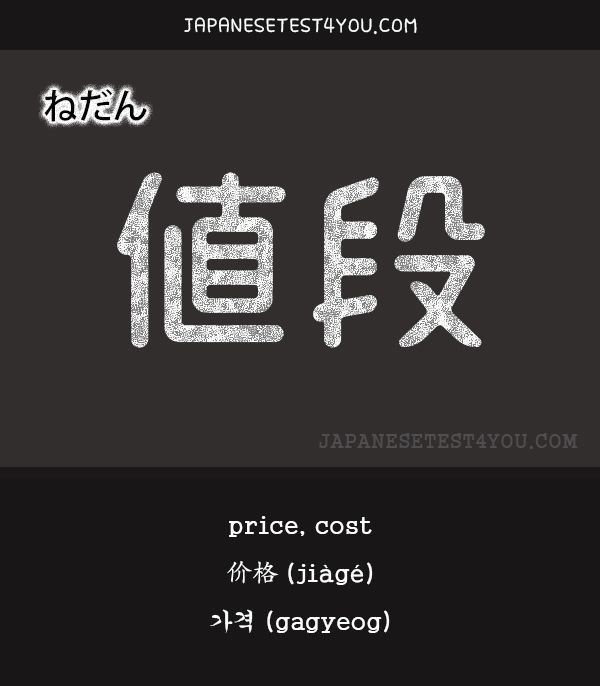 JAPANESETEST4YOU.COM
ねだん
値段
JAPANESETEST4YOU.COM
price, cost
价格 (jiàgé)
가격 (gagyeog)